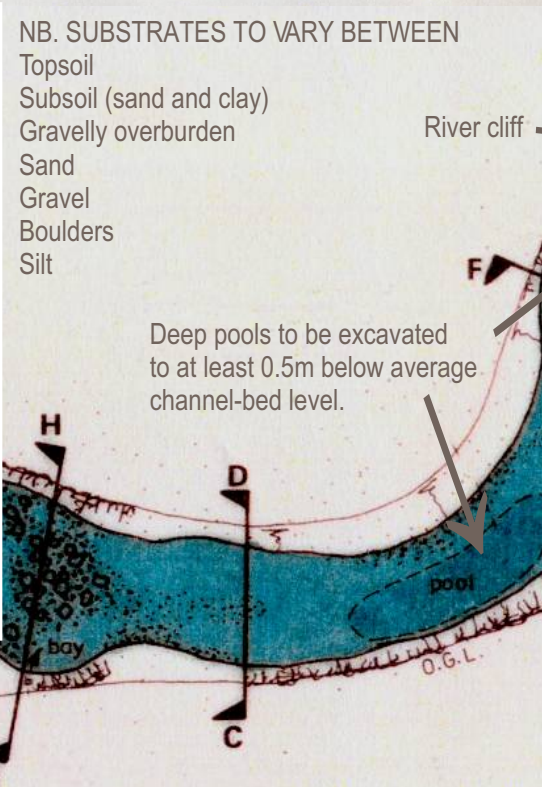 NB. SUBSTRATES TO VARY BETWEEN
Topsoil
Subsoil (sand and clay)
Gravelly overburden
River cliff
Sand
Gravel
Boulders
Silt
F
Deep pools to be excavated
to at least 0.5m below average
channel-bed level.
H
D
pool
bay
O.G.L.
C